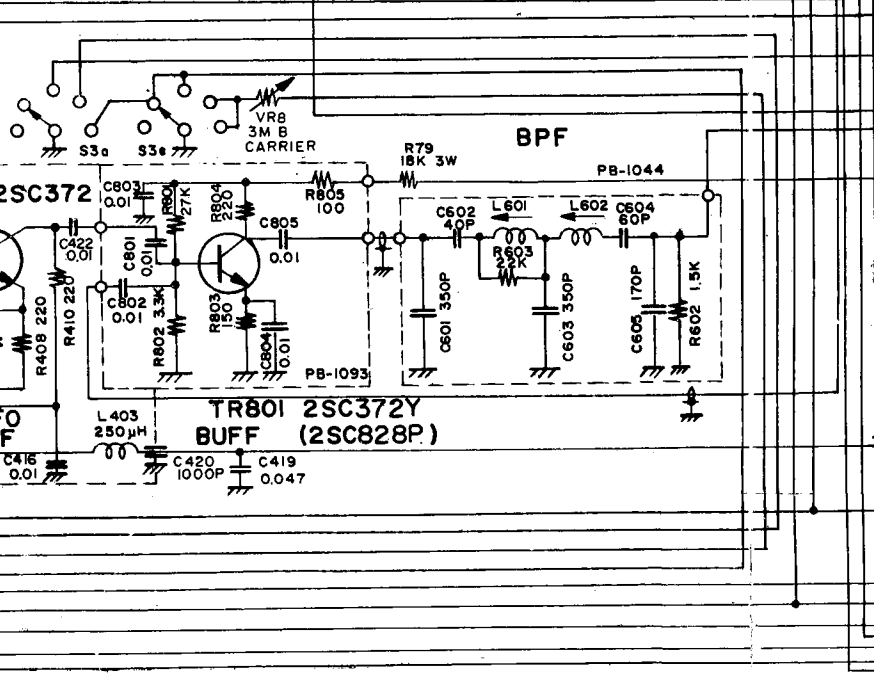 VR8
3M B
CARRIER
S3a
S3e
BPF
R79
18K 3W
PB-1044
2SC372
C803
0.01
R801
27K
R804
220
R805
100
C805
0.01
C422
0.01
C801
0.01
C802
0.01
R802 3.3K
R803
150
C804
0.01
PB-1093
R408 220
R410 220
C602
40P
L601
L602
C604
60P
R603
22K
C601 350P
C603 350P
C605 170P
R602 1.5K
TR801 2SC372Y
BUFF (2SC828P)
FO
F
L403
250µH
C416
0.01
C420
1000P
C419
0.047